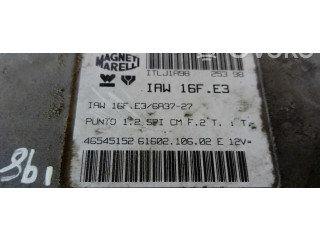 MAGNETI
MARELLI
ITLJ1A98 253 98
IAW 16F.E3
IAW 16F.E3/6A37-27
PUNTO 1.2 SPI CM F.2 T. 1 T.
46545152 61602.106.02 E 12V=